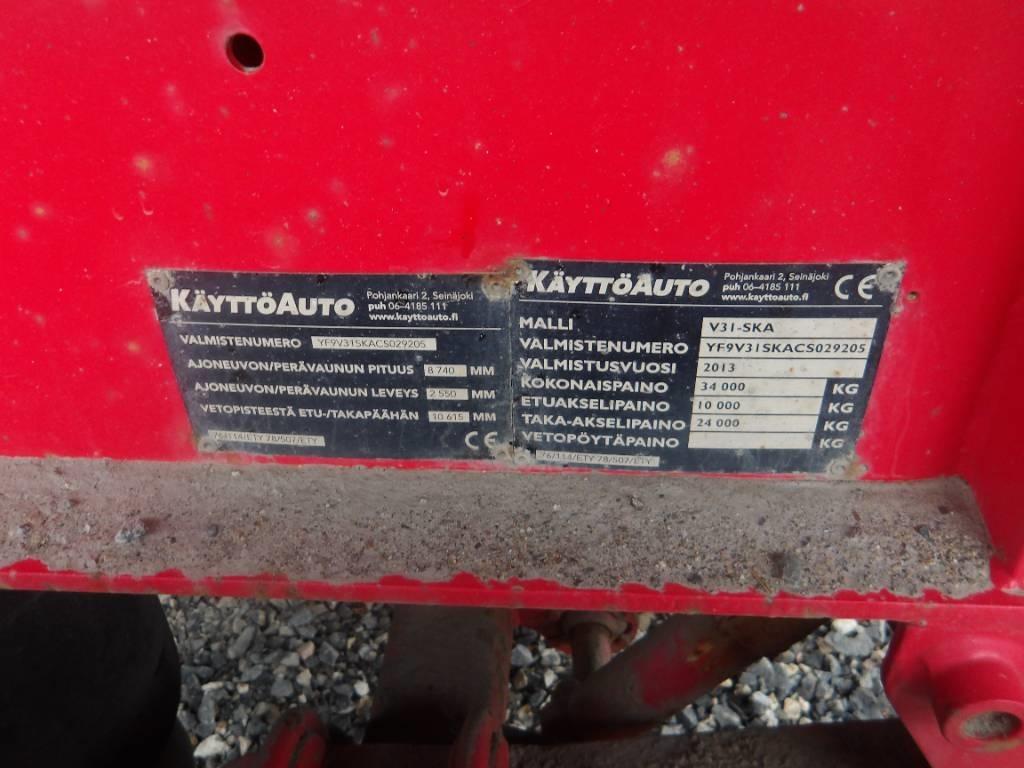 KÄYTTÖAUTO
Pohjankaari 2, Seinäjoki
puh 06-4185 111
www.kayttoauto.fi
VALMISTENUMERO YF9V31SKACS029205
AJONEUVON/PERÄVAUNUN PITUUS 8 740 MM
AJONEUVON/PERÄVAUNUN LEVEYS 2 550 MM
VETOPISTEESTÄ ETU-/TAKAPÄÄHÄN 10 615 MM
76/114/ETY 78/507/ETY CE
KÄYTTÖAUTO
Pohjankaari 2, Seinäjoki
puh 06-4185 111
www.kayttoauto.fi
CE
MALLI V31-SKA
VALMISTENUMERO YF9V31SKACS029205
VALMISTUSVUOSI 2013
KOKONAISPAINO 34 000 KG
ETUAKSELIPAINO 10 000 KG
TAKA-AKSELIPAINO 24 000 KG
VETOPÖYTÄPAINO KG
76/114/ETY 78/507/ETY